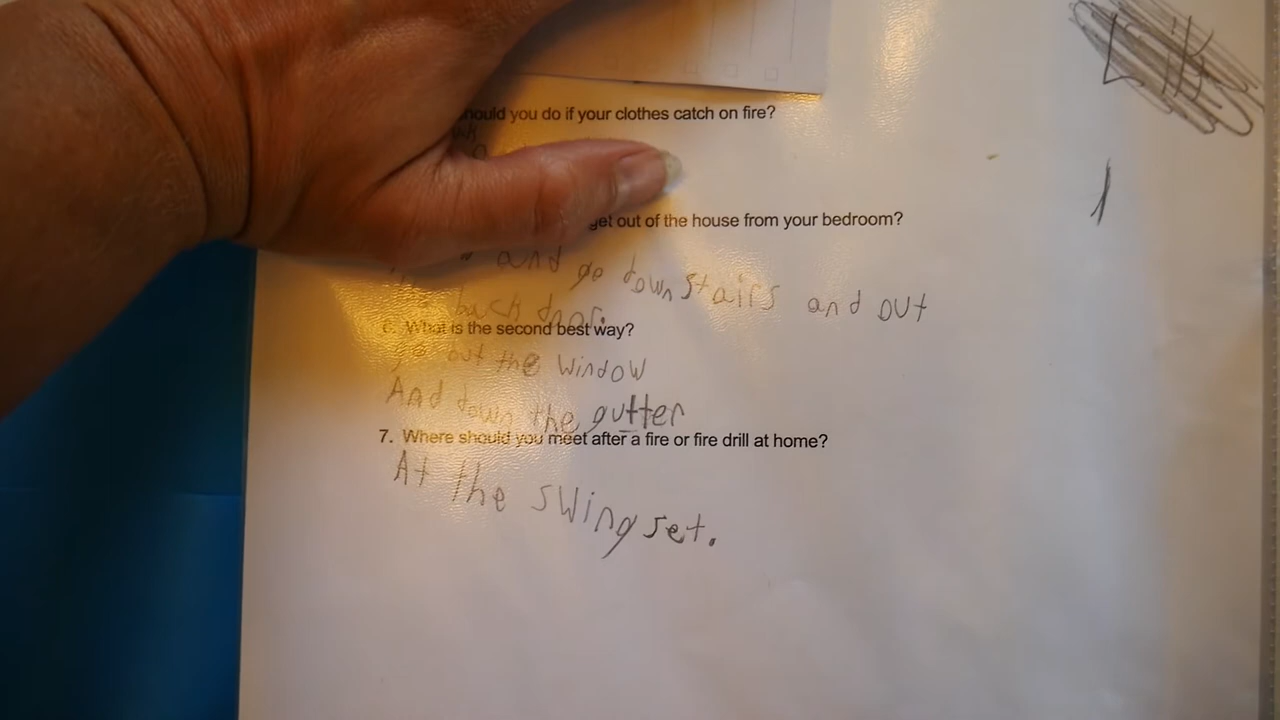 should you do if your clothes catch on fire?
get out of the house from your bedroom?
and go down stairs and out
back door.
6. What is the second best way?
go out the window
And down the gutter
7. Where should you meet after a fire or fire drill at home?
At the swing set.